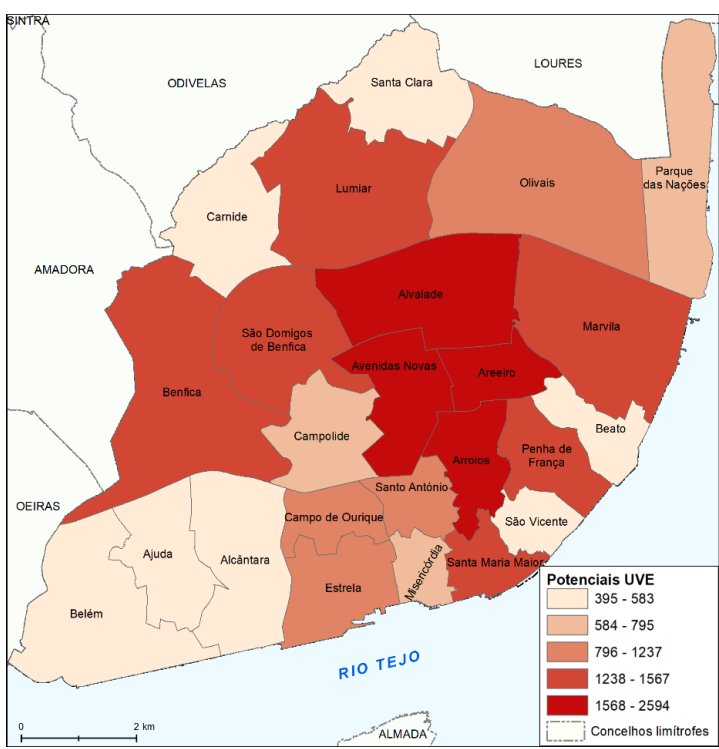 SINTRA
ODIVELAS
LOURES
Santa Clara
Parque
das Nações
Olivais
Lumiar
Carnide
AMADORA
Alvalade
Marvila
São Domigos
de Benfica
Avenidas Novas
Areeiro
Benfica
Beato
Campolide
Penha de
França
Arroios
Santo António
OEIRAS
Campo de Ourique
São Vicente
Ajuda
Alcântara
Santa Maria Maior
Misericórdia
Estrela
Belém
RIO TEJO
ALMADA
Potenciais UVE
395 - 583
584 - 795
796 - 1237
1238 - 1567
1568 - 2594
Concelhos limítrofes
0 2 km